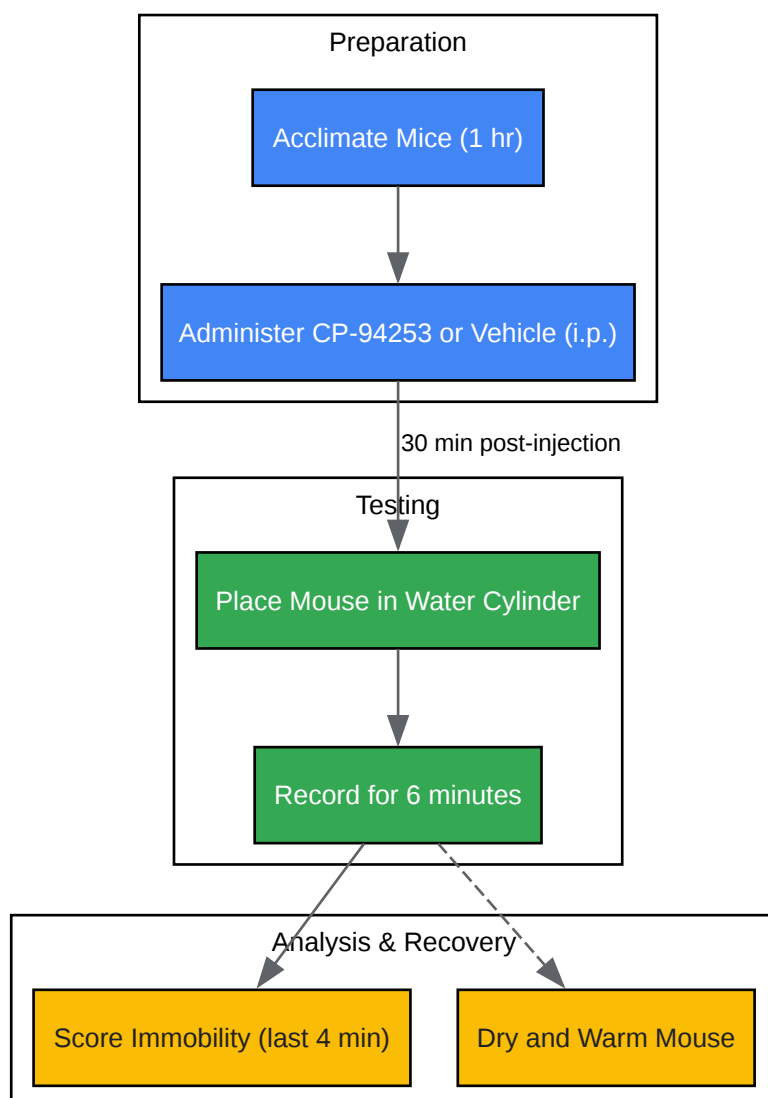 Preparation
Acclimate Mice (1 hr)
Administer CP-94253 or Vehicle (i.p.)
30 min post-injection
Testing
Place Mouse in Water Cylinder
Record for 6 minutes
Analysis & Recovery
Score Immobility (last 4 min)
Dry and Warm Mouse